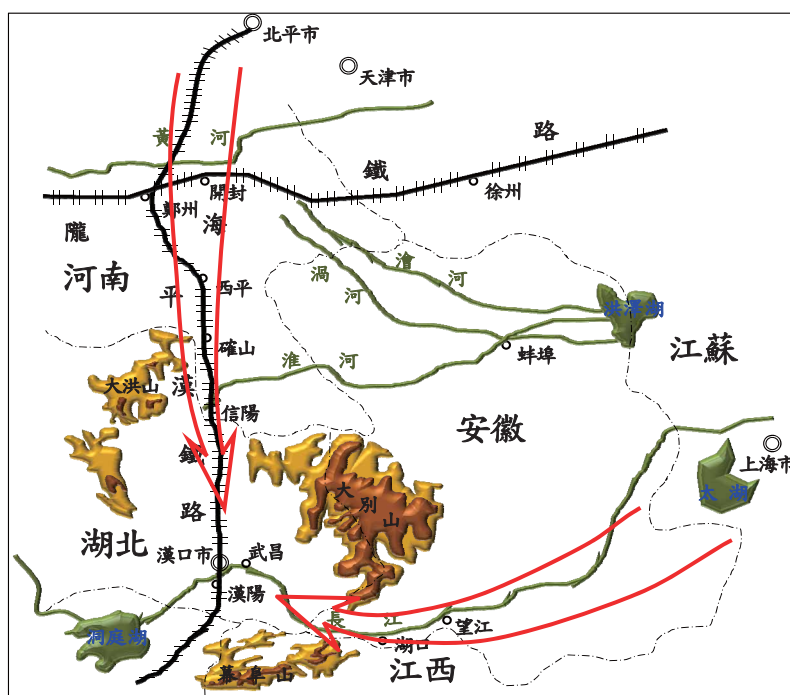 北平市
天津市
黃河
隴海鐵路
鄭州
開封
徐州
河南
平漢鐵路
西平
澮河
渦河
洪澤湖
江蘇
確山
淮河
蚌埠
大洪山
信陽
安徽
上海市
太湖
大別山
湖北
漢口市
武昌
漢陽
長江
望江
湖口
洞庭湖
幕阜山
江西